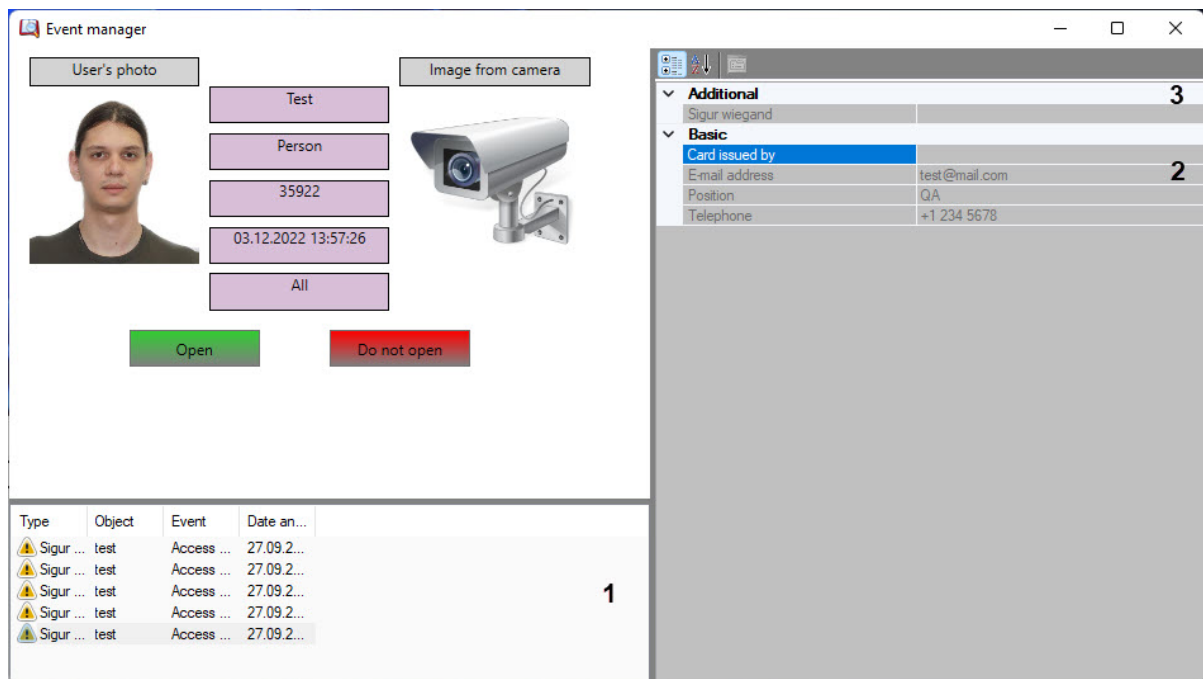 Event manager
User's photo
Image from camera
Test
Person
35922
03.12.2022 13:57:26
All
Open
Do not open
Additional 3
Sigur wiegand
Basic
Card issued by
E-mail address test@mail.com 2
Position QA
Telephone +1 234 5678
Type Object Event Date an...
Sigur ... test Access ... 27.09.2...
Sigur ... test Access ... 27.09.2...
Sigur ... test Access ... 27.09.2...
Sigur ... test Access ... 27.09.2...
Sigur ... test Access ... 27.09.2...
1